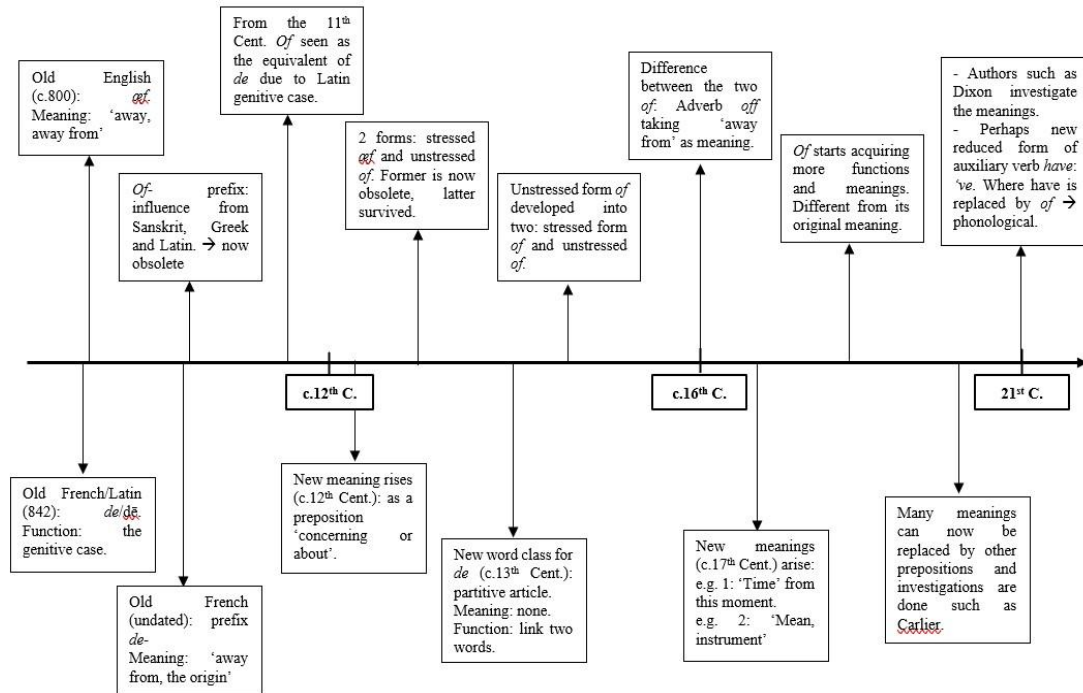 Old English
(c.800): æf.
Meaning: ‘away,
away from’
Of- prefix:
influence from
Sanskrit, Greek
and Latin. → now
obsolete
From the 11th
Cent. Of seen as
the equivalent of
de due to Latin
genitive case.
2 forms: stressed
æf and unstressed
of. Former is now
obsolete, latter
survived.
Unstressed form of
developed into
two: stressed form
of and unstressed
of.
Difference
between the two
of: Adverb off
taking ‘away
from’ as meaning.
Of starts acquiring
more functions
and meanings.
Different from its
original meaning.
- Authors such as
Dixon investigate
the meanings.
- Perhaps new
reduced form of
auxiliary verb have:
‘ve. Where have is
replaced by of →
phonological.
c.12th C.
c.16th C.
21st C.
Old French/Latin
(842): de/dē.
Function: the
genitive case.
Old French
(undated): prefix
de-
Meaning: ‘away
from, the origin’
New meaning rises
(c.12th Cent.): as a
preposition
‘concerning or
about’.
New word class for
de (c.13th Cent.):
partitive article.
Meaning: none.
Function: link two
words.
New meanings
(c.17th Cent.) arise:
e.g. 1: ‘Time’ from
this moment.
e.g. 2: ‘Mean,
instrument’
Many meanings
can now be
replaced by other
prepositions and
investigations are
done such as
Carlier.